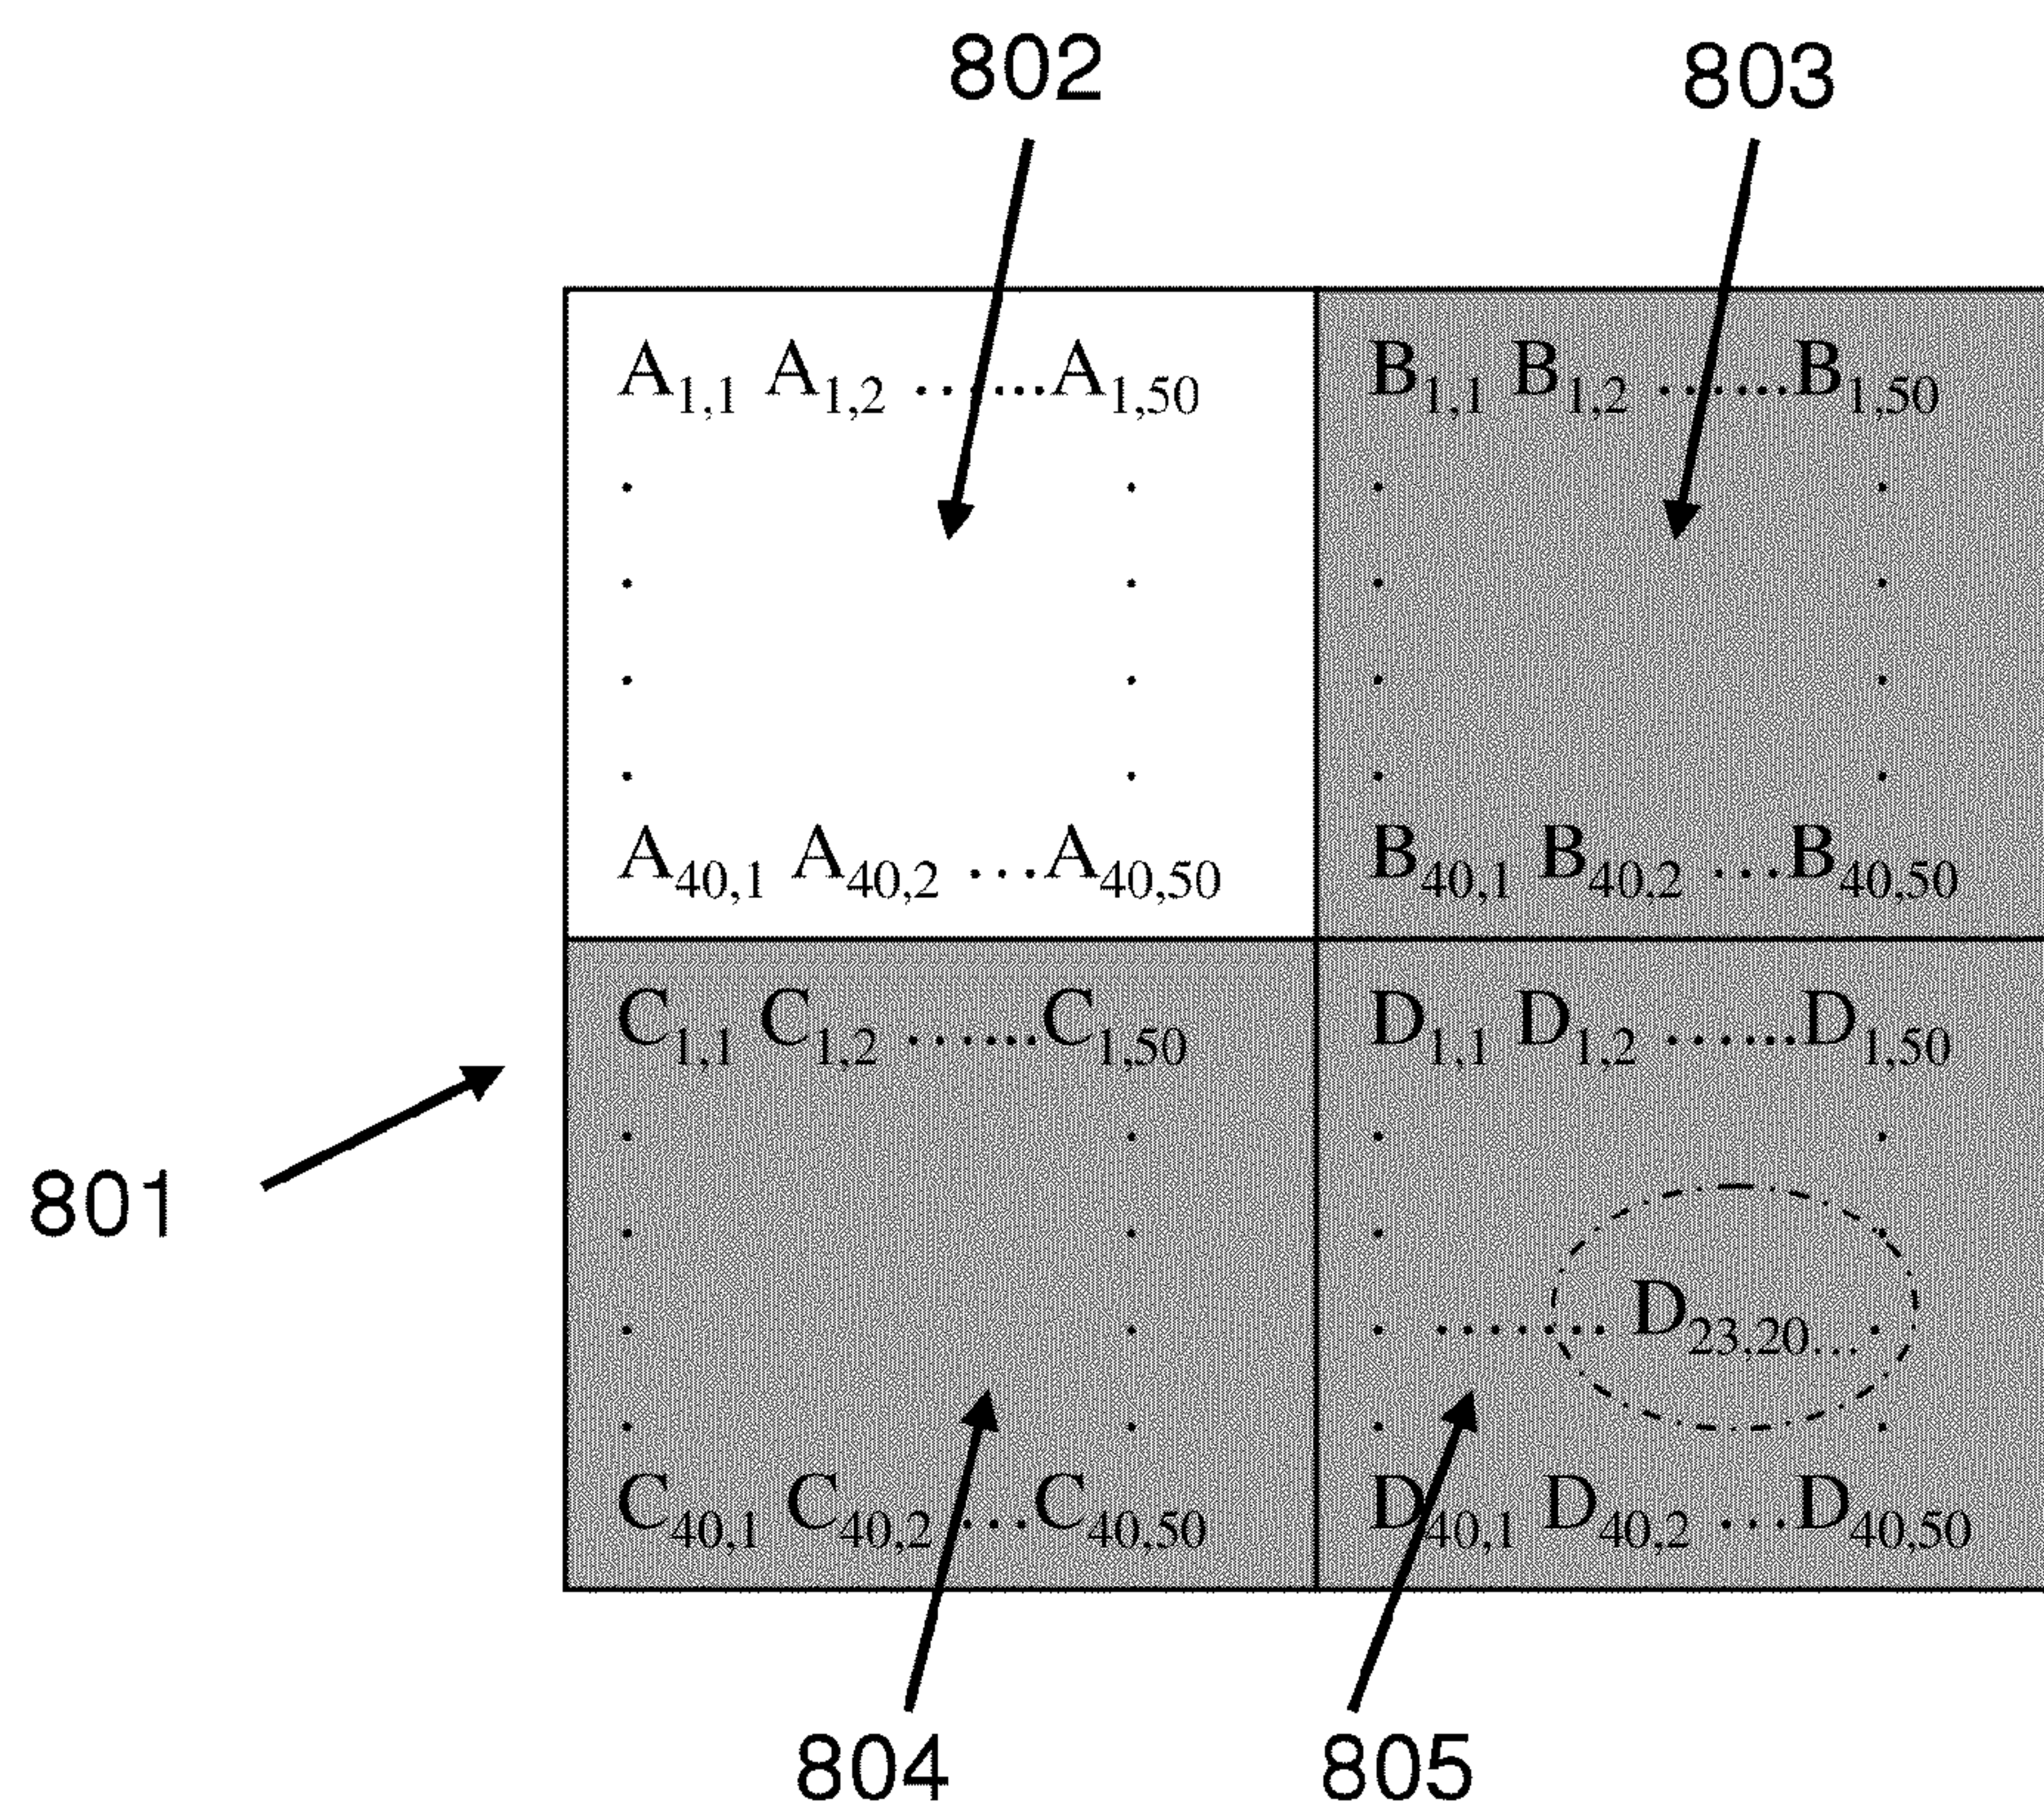 802 803
A1,1 A1,2 ......A1,50 B1,1 B1,2 ......B1,50
A40,1 A40,2 ...A40,50 B40,1 B40,2 ...B40,50
C1,1 C1,2 ......C1,50 D1,1 D1,2 ......D1,50
801
....... D23,20...
C40,1 C40,2 ...C40,50 D40,1 D40,2 ...D40,50
804 805